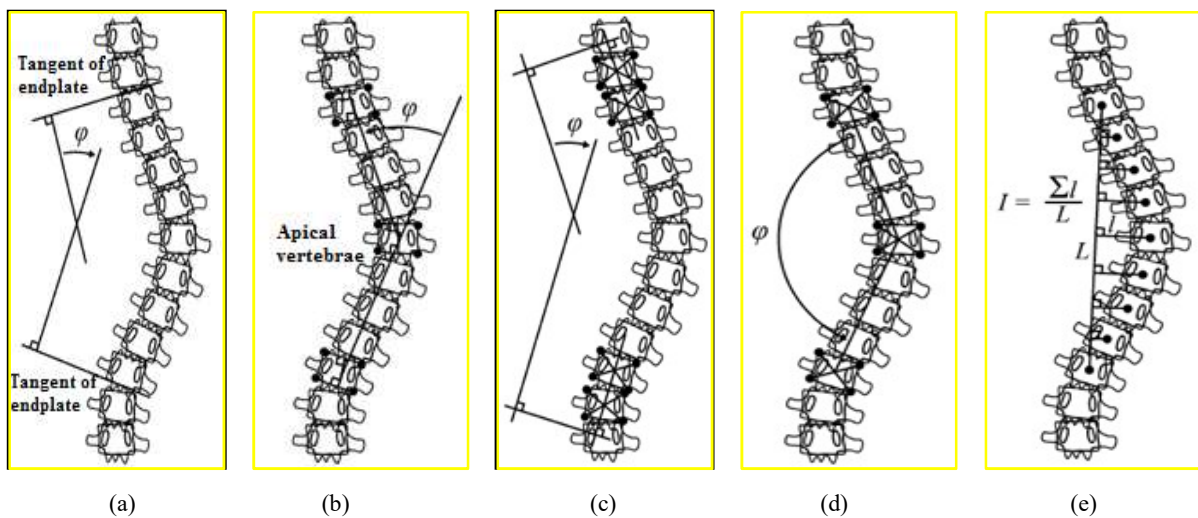 Tangent of
endplate
φ
Tangent of
endplate
φ
Apical
vertebrae
φ
φ
I = Σl / L
l
L
(a)
(b)
(c)
(d)
(e)